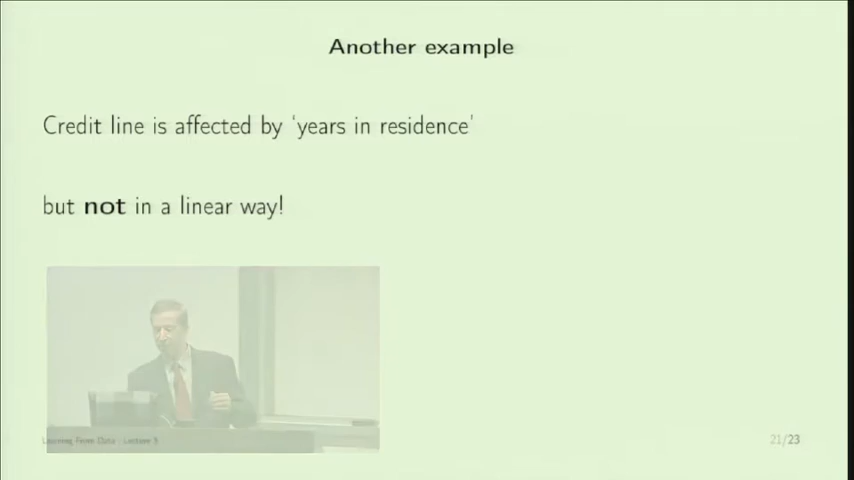 Another example
Credit line is affected by ‘years in residence’
but not in a linear way!
Learning From Data - Lecture 3
21/23